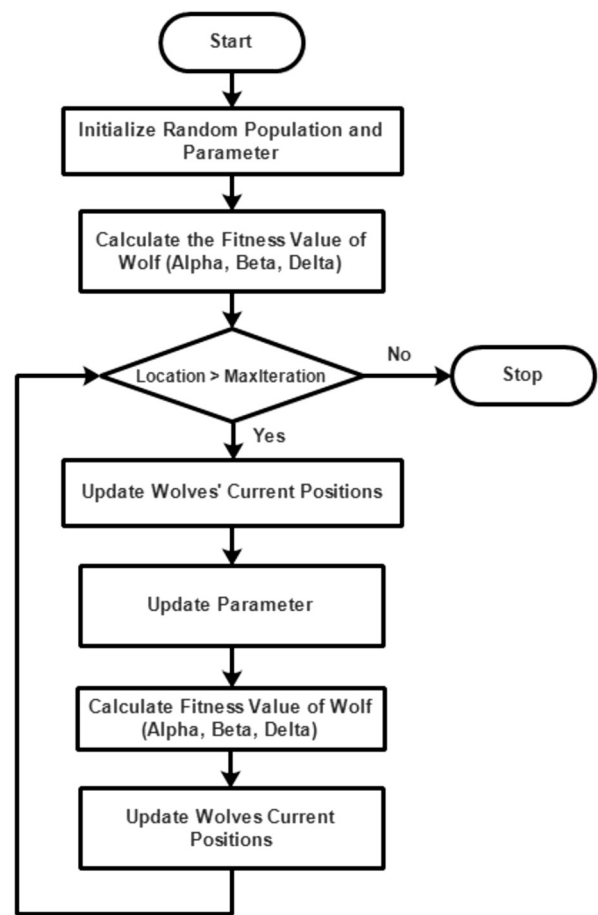 Start
Initialize Random Population and
Parameter
Calculate the Fitness Value of
Wolf (Alpha, Beta, Delta)
Location > MaxIteration
No
Stop
Yes
Update Wolves' Current Positions
Update Parameter
Calculate Fitness Value of Wolf
(Alpha, Beta, Delta)
Update Wolves Current
Positions